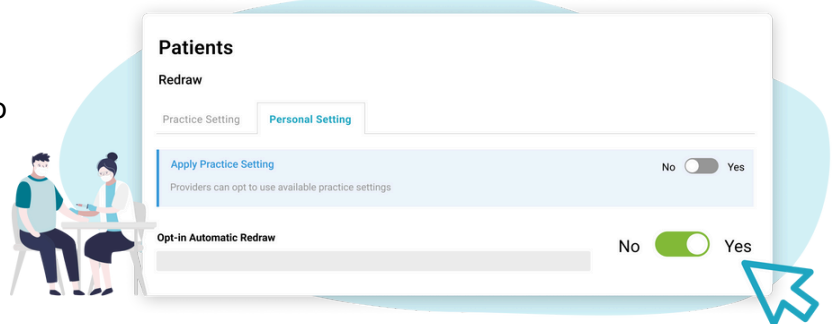 Patients
Redraw
Practice Setting Personal Setting
Apply Practice Setting
No Yes
Providers can opt to use available practice settings
Opt-in Automatic Redraw
No Yes